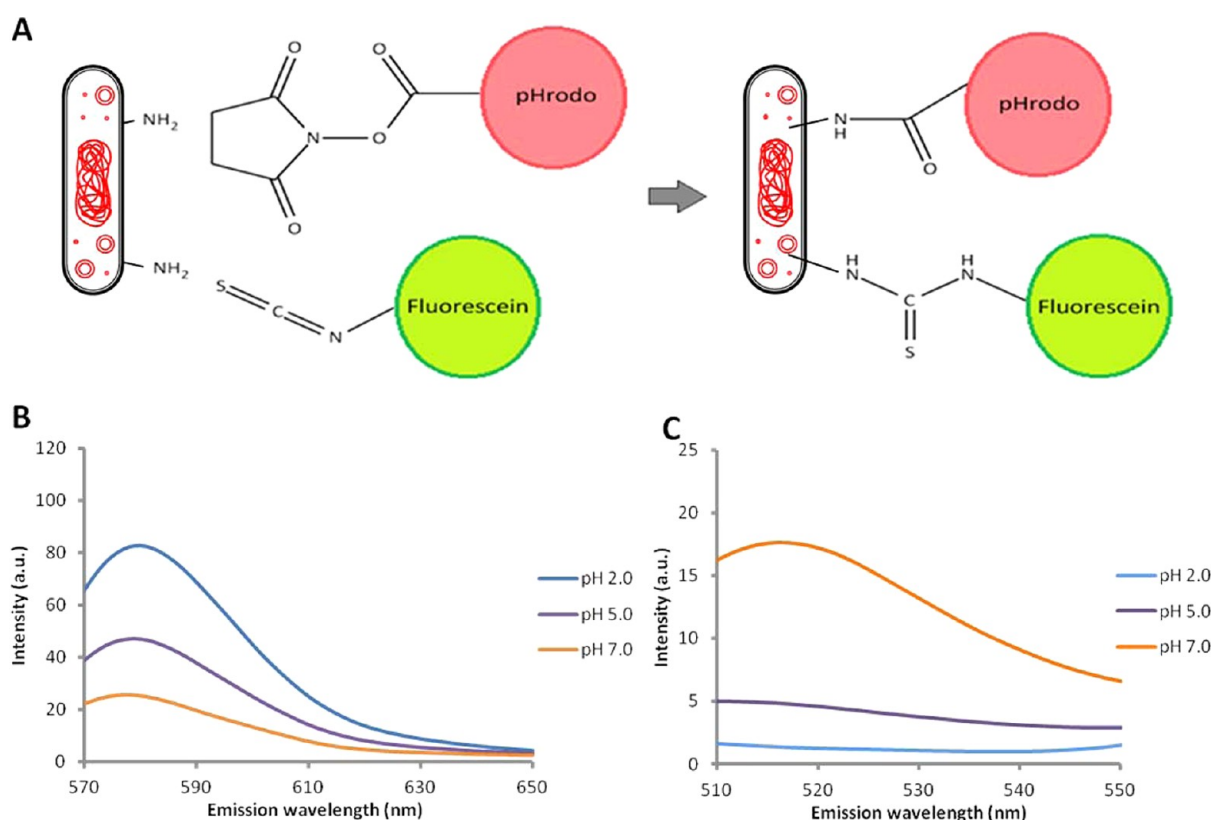 A
NH2
O
O
N
O
O
pHrodo
NH2
S
C
N
Fluorescein
N
H
O
pHrodo
H
N
H
N
C
S
Fluorescein
B
120
100
80
60
40
20
0
Intensity (a.u.)
570 590 610 630 650
Emission wavelength (nm)
pH 2.0
pH 5.0
pH 7.0
C
25
20
15
10
5
0
Intensity (a.u.)
510 520 530 540 550
Emission wavelength (nm)
pH 2.0
pH 5.0
pH 7.0